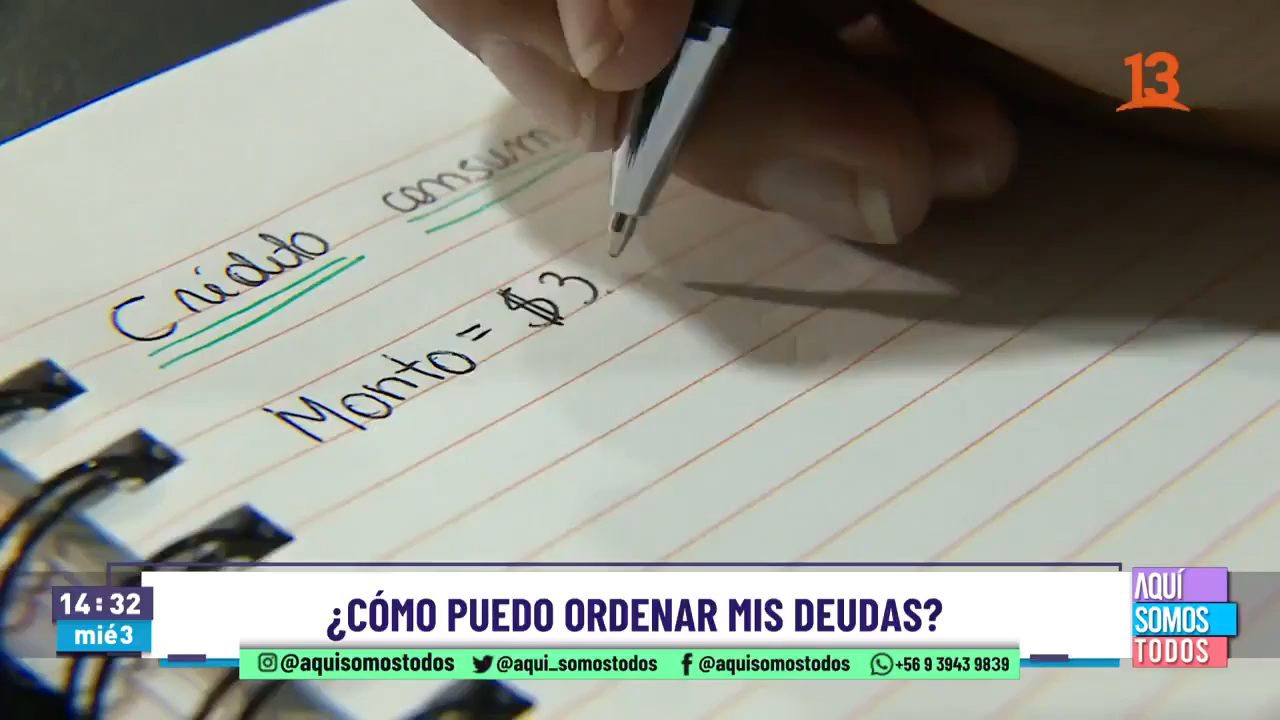 13
Crédito consum
Monto = $3.
14:32
mié3
¿CÓMO PUEDO ORDENAR MIS DEUDAS?
@aquisomostodos @aqui_somostodos @aquisomostodos +56 9 3943 9839
AQUÍ
SOMOS
TODOS